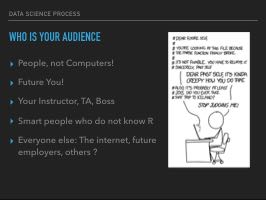 DATA SCIENCE PROCESS
WHO IS YOUR AUDIENCE
People, not Computers!
Future You!
Your Instructor, TA, Boss
Smart people who do not know R
Everyone else: The internet, future
employers, others ?
# DEAR FUTURE SELF,
#
# YOU'RE LOOKING AT THIS FILE BECAUSE
# THE PARSE FUNCTION FINALLY BROKE.
#
# IT'S NOT FIXABLE. YOU HAVE TO REWRITE IT.
# SINCERELY, PAST SELF
DEAR PAST SELF, IT'S KINDA
CREEPY HOW YOU DO THAT.
# ALSO, IT'S PROBABLY AT LEAST
# 2013. DID YOU EVER TAKE
# THAT TRIP TO ICELAND?
STOP JUDGING ME!